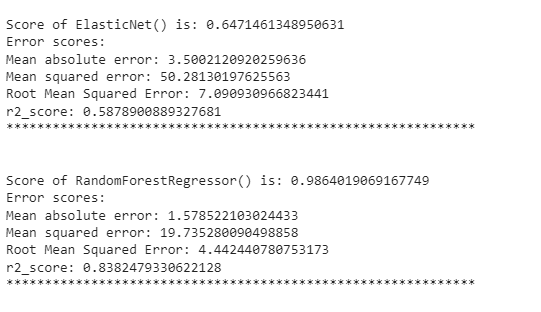 Score of ElasticNet() is: 0.6471461348950631
Error scores:
Mean absolute error: 3.5002120920259636
Mean squared error: 50.28130197625563
Root Mean Squared Error: 7.090930966823441
r2_score: 0.5878900889327681
*************************************************************
Score of RandomForestRegressor() is: 0.9864019069167749
Error scores:
Mean absolute error: 1.578522103024433
Mean squared error: 19.735280090498858
Root Mean Squared Error: 4.442440780753173
r2_score: 0.8382479330622128
*************************************************************